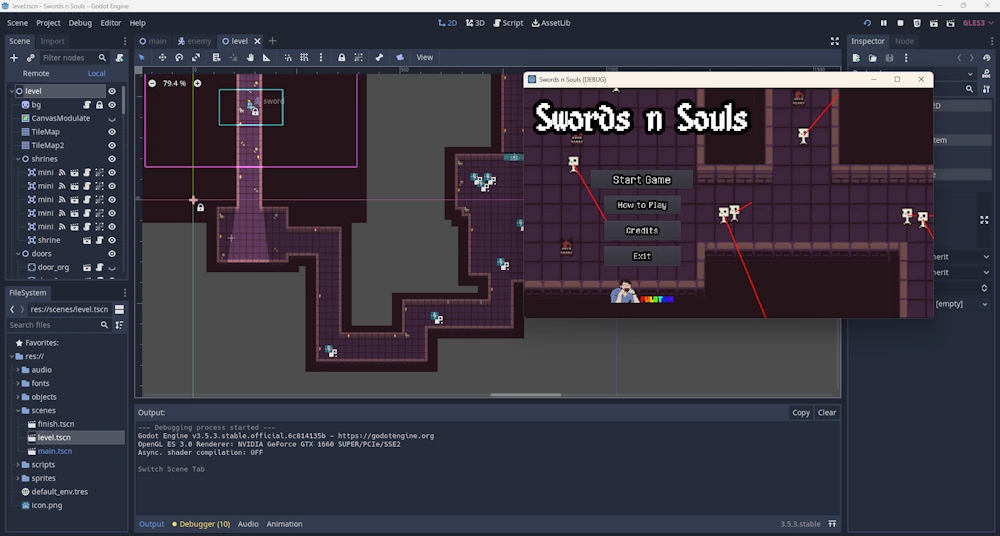 level.tscn - Swords n Souls - Godot Engine
Scene Project Debug Editor Help
2D 3D Script AssetLib
GLES3
Scene Import
main enemy level
Inspector Node
Filter nodes
View
Remote Local
79.4 %
level
bg
CanvasModulate
TileMap
TileMap2
shrines
mini
mini
mini
mini
mini
shrine
doors
door_org
sword
Swords n Souls (DEBUG)
Swords n Souls
Start Game
How to Play
Credits
Exit
2D
tem
e
herit
herit
[empty]
FileSystem
res://scenes/level.tscn
Search files
Favorites:
res://
audio
fonts
objects
scenes
finish.tscn
level.tscn
main.tscn
scripts
sprites
default_env.tres
icon.png
Output:
Copy Clear
--- Debugging process started ---
Godot Engine v3.5.3.stable.official.6c814135b - https://godotengine.org
OpenGL ES 3.0 Renderer: NVIDIA GeForce GTX 1660 SUPER/PCIe/SSE2
Async. shader compilation: OFF
Switch Scene Tab
Output Debugger (10) Audio Animation
3.5.3.stable